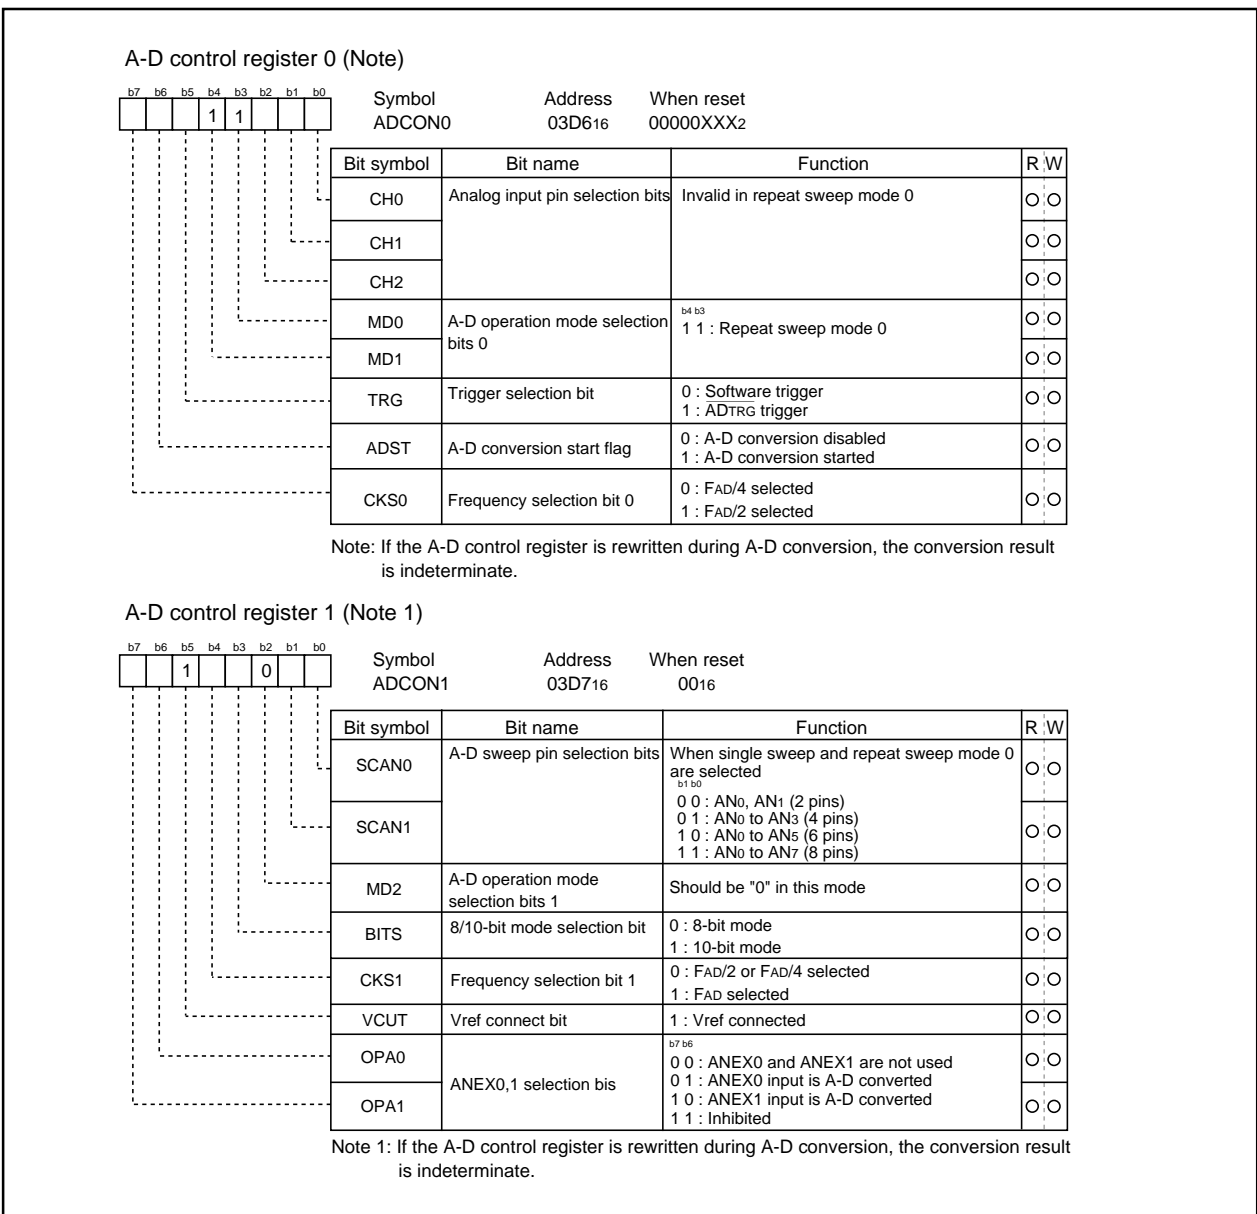 A-D control register 0 (Note)
b7 b6 b5 b4 b3 b2 b1 b0
1 1
Symbol Address When reset
ADCON0 03D616 00000XXX2
Bit symbol Bit name Function R W
CH0 Analog input pin selection bits Invalid in repeat sweep mode 0
CH1
CH2
MD0 A-D operation mode selection bits 0
b4 b3
1 1 : Repeat sweep mode 0
MD1
TRG Trigger selection bit
0 : Software trigger
1 : ADTRG trigger
ADST A-D conversion start flag
0 : A-D conversion disabled
1 : A-D conversion started
CKS0 Frequency selection bit 0
0 : FAD/4 selected
1 : FAD/2 selected
Note: If the A-D control register is rewritten during A-D conversion, the conversion result
is indeterminate.
A-D control register 1 (Note 1)
b7 b6 b5 b4 b3 b2 b1 b0
1 0
Symbol Address When reset
ADCON1 03D716 0016
Bit symbol Bit name Function R W
SCAN0 A-D sweep pin selection bits
When single sweep and repeat sweep mode 0
are selected
b1 b0
0 0 : AN0, AN1 (2 pins)
0 1 : AN0 to AN3 (4 pins)
1 0 : AN0 to AN5 (6 pins)
1 1 : AN0 to AN7 (8 pins)
SCAN1
MD2 A-D operation mode
selection bits 1
Should be "0" in this mode
BITS 8/10-bit mode selection bit
0 : 8-bit mode
1 : 10-bit mode
CKS1 Frequency selection bit 1
0 : FAD/2 or FAD/4 selected
1 : FAD selected
VCUT Vref connect bit 1 : Vref connected
OPA0
ANEX0,1 selection bis
b7 b6
0 0 : ANEX0 and ANEX1 are not used
0 1 : ANEX0 input is A-D converted
1 0 : ANEX1 input is A-D converted
1 1 : Inhibited
OPA1
Note 1: If the A-D control register is rewritten during A-D conversion, the conversion result
is indeterminate.